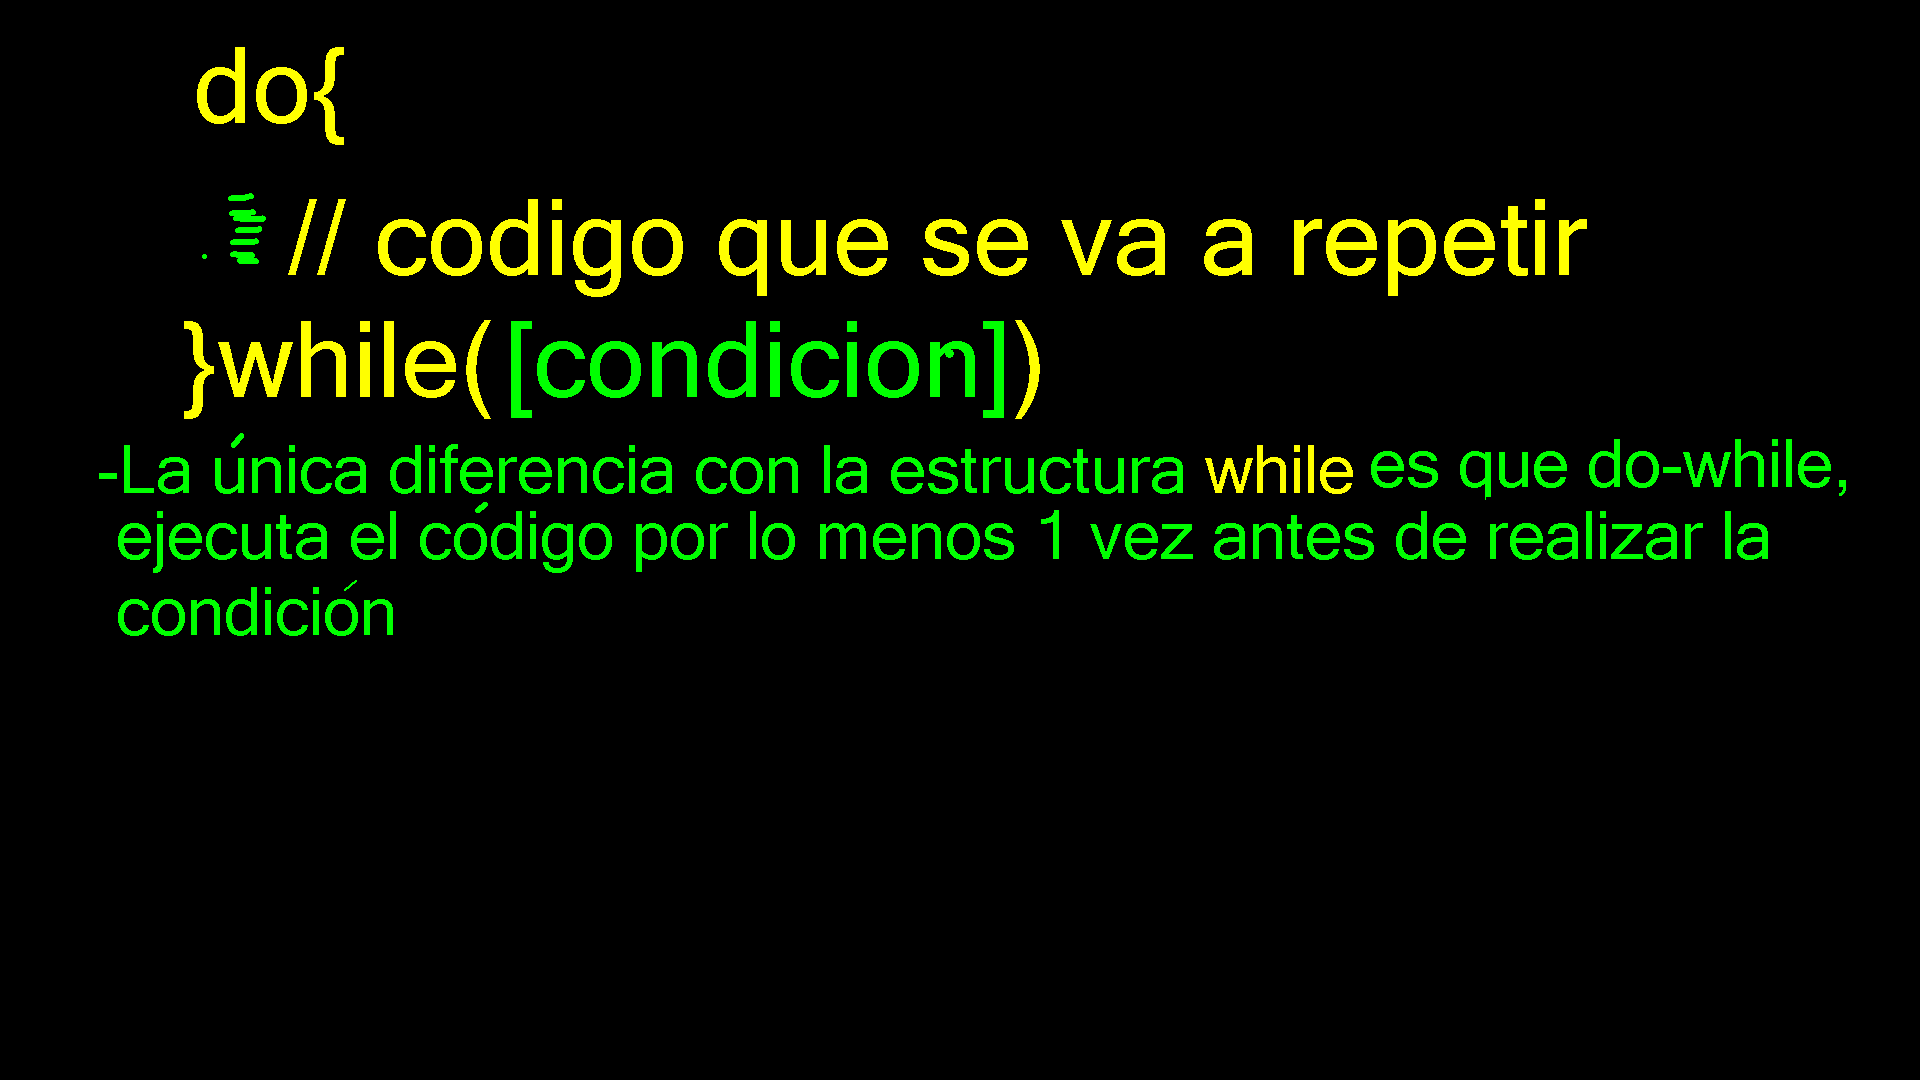 do{
// codigo que se va a repetir
}while([condicion])
-La única diferencia con la estructura while es que do-while,
ejecuta el código por lo menos 1 vez antes de realizar la
condición